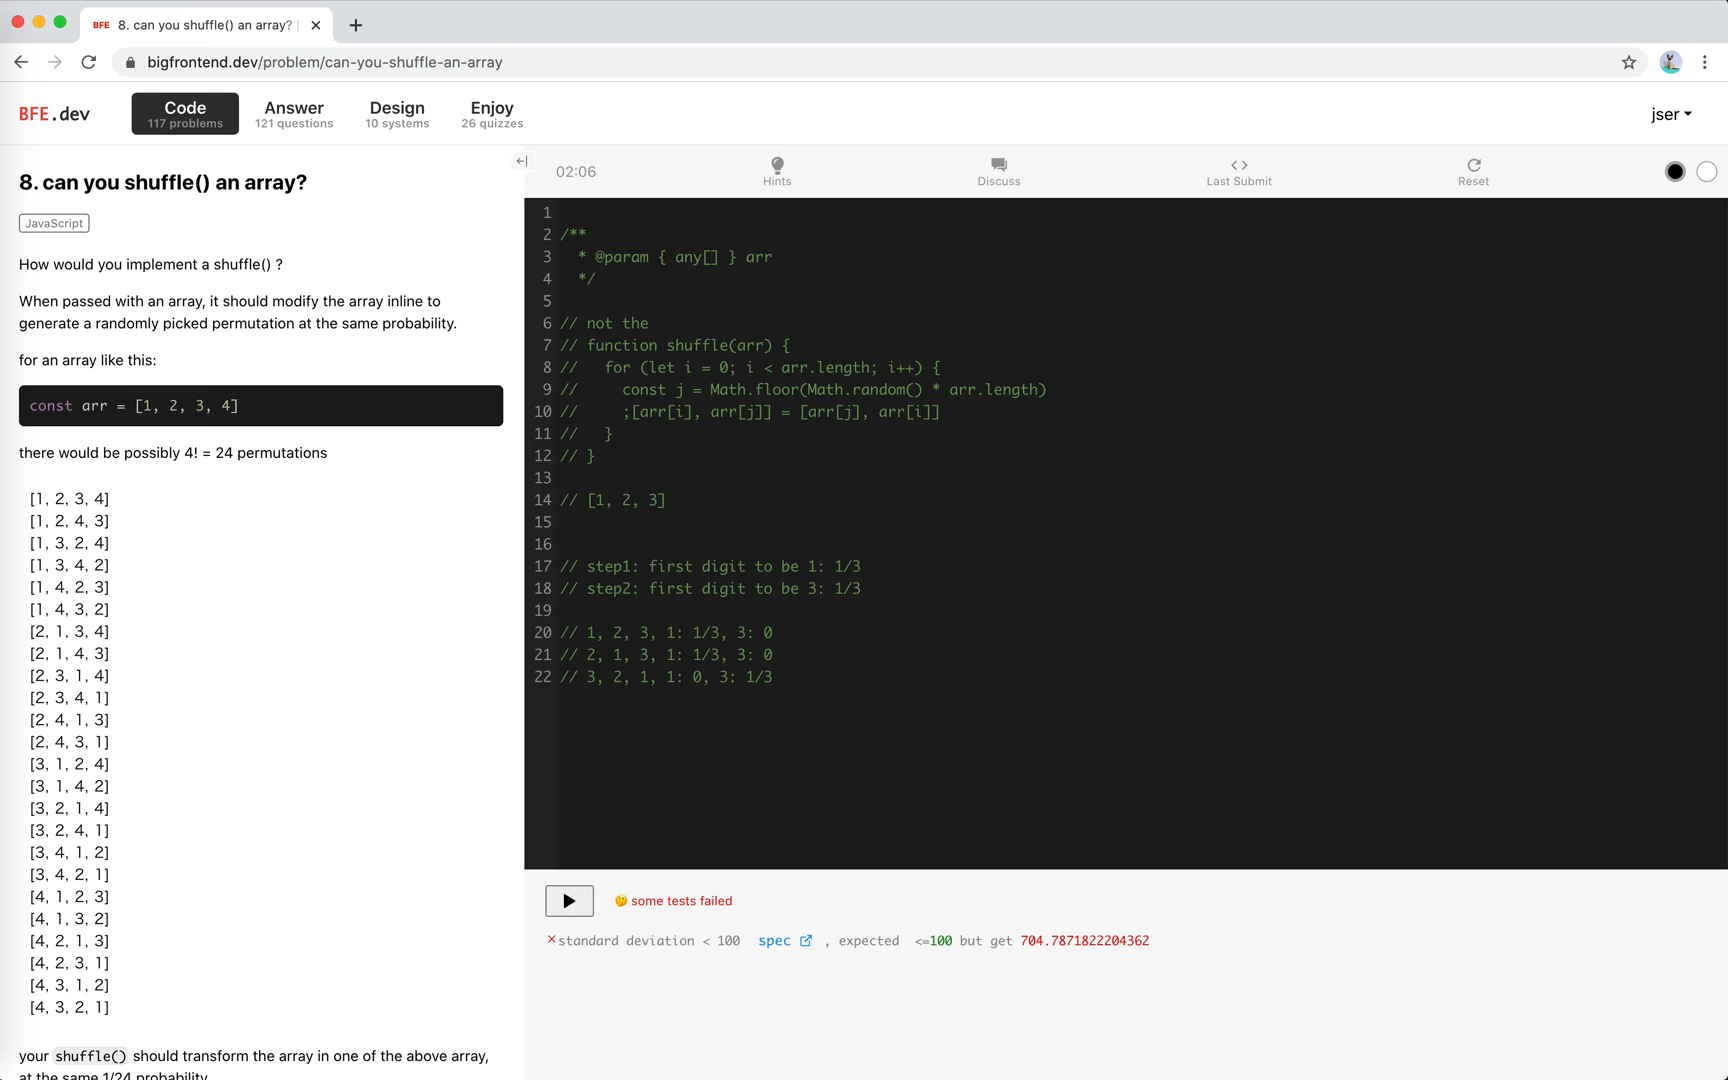 BFE 8. can you shuffle() an array? |
bigfrontend.dev/problem/can-you-shuffle-an-array
BFE.dev
Code
117 problems
Answer
121 questions
Design
10 systems
Enjoy
26 quizzes
jser
8. can you shuffle() an array?
JavaScript
How would you implement a shuffle() ?
When passed with an array, it should modify the array inline to
generate a randomly picked permutation at the same probability.
for an array like this:
const arr = [1, 2, 3, 4]
there would be possibly 4! = 24 permutations
[1, 2, 3, 4]
[1, 2, 4, 3]
[1, 3, 2, 4]
[1, 3, 4, 2]
[1, 4, 2, 3]
[1, 4, 3, 2]
[2, 1, 3, 4]
[2, 1, 4, 3]
[2, 3, 1, 4]
[2, 3, 4, 1]
[2, 4, 1, 3]
[2, 4, 3, 1]
[3, 1, 2, 4]
[3, 1, 4, 2]
[3, 2, 1, 4]
[3, 2, 4, 1]
[3, 4, 1, 2]
[3, 4, 2, 1]
[4, 1, 2, 3]
[4, 1, 3, 2]
[4, 2, 1, 3]
[4, 2, 3, 1]
[4, 3, 1, 2]
[4, 3, 2, 1]
your shuffle() should transform the array in one of the above array,
at the same 1/24 probability
02:06
Hints
Discuss
Last Submit
Reset
1
2 /**
3   * @param { any[] } arr
4   */
5
6 // not the
7 // function shuffle(arr) {
8 //   for (let i = 0; i < arr.length; i++) {
9 //     const j = Math.floor(Math.random() * arr.length)
10 //     ;[arr[i], arr[j]] = [arr[j], arr[i]]
11 //   }
12 // }
13
14 // [1, 2, 3]
15
16
17 // step1: first digit to be 1: 1/3
18 // step2: first digit to be 3: 1/3
19
20 // 1, 2, 3, 1: 1/3, 3: 0
21 // 2, 1, 3, 1: 1/3, 3: 0
22 // 3, 2, 1, 1: 0, 3: 1/3
🤔 some tests failed
×standard deviation < 100 spec , expected <=100 but get 704.7871822204362